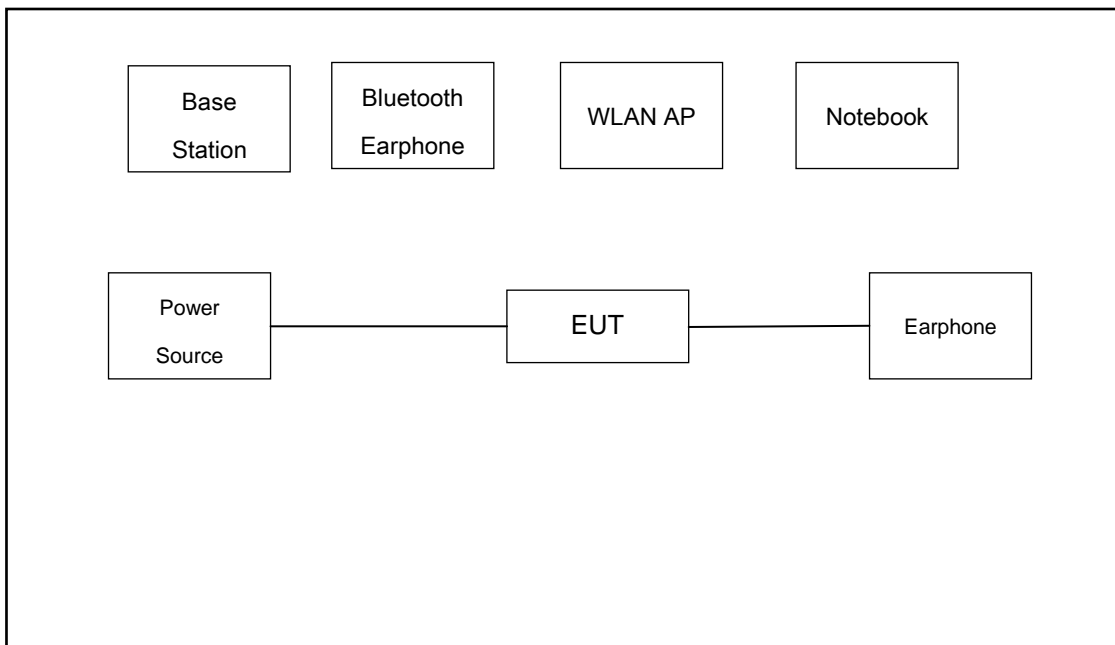 Base
Station
Bluetooth
Earphone
WLAN AP
Notebook
Power
Source
EUT
Earphone